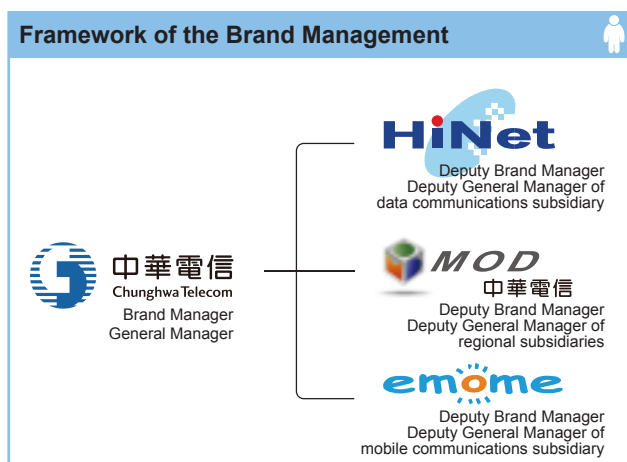 Framework of the Brand Management
中華電信
Chunghwa Telecom
Brand Manager
General Manager
HiNet
Deputy Brand Manager
Deputy General Manager of
data communications subsidiary
MOD
中華電信
Deputy Brand Manager
Deputy General Manager of
regional subsidiaries
emome
Deputy Brand Manager
Deputy General Manager of
mobile communications subsidiary